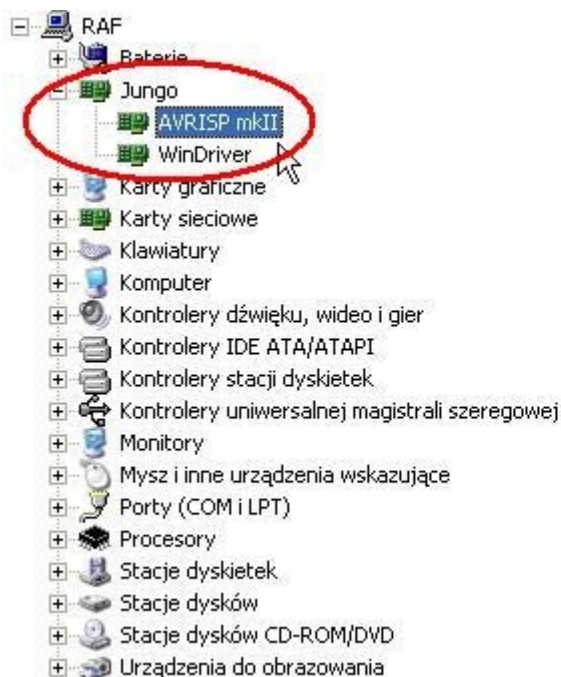 RAF
Baterie
Jungo
AVRISP mkII
WinDriver
Karty graficzne
Karty sieciowe
Klawiatury
Komputer
Kontrolery dźwięku, wideo i gier
Kontrolery IDE ATA/ATAPI
Kontrolery stacji dyskietek
Kontrolery uniwersalnej magistrali szeregowej
Monitory
Mysz i inne urządzenia wskazujące
Porty (COM i LPT)
Procesory
Stacje dyskietek
Stacje dysków
Stacje dysków CD-ROM/DVD
Urządzenia do obrazowania